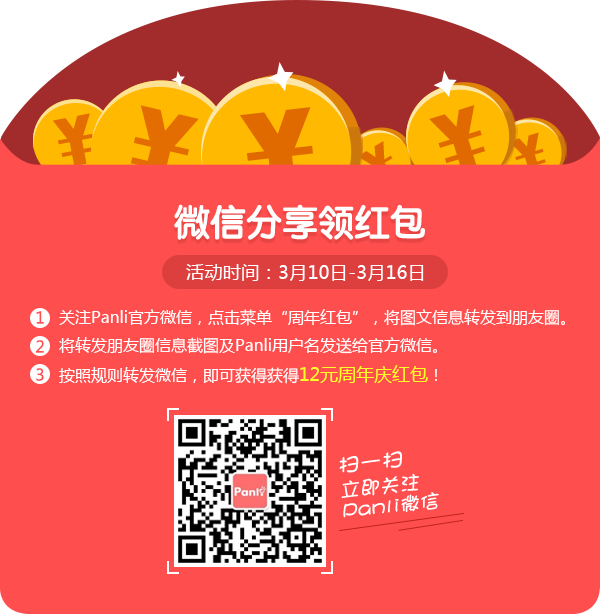 ¥ ¥ ¥ ¥ ¥ ¥
微信分享领红包
活动时间：3月10日-3月16日
1 关注Panli官方微信，点击菜单“周年红包”，将图文信息转发到朋友圈。
2 将转发朋友圈信息截图及Panli用户名发送给官方微信。
3 按照规则转发微信，即可获得获得12元周年庆红包！
Panli
扫一扫
立即关注
Panli微信